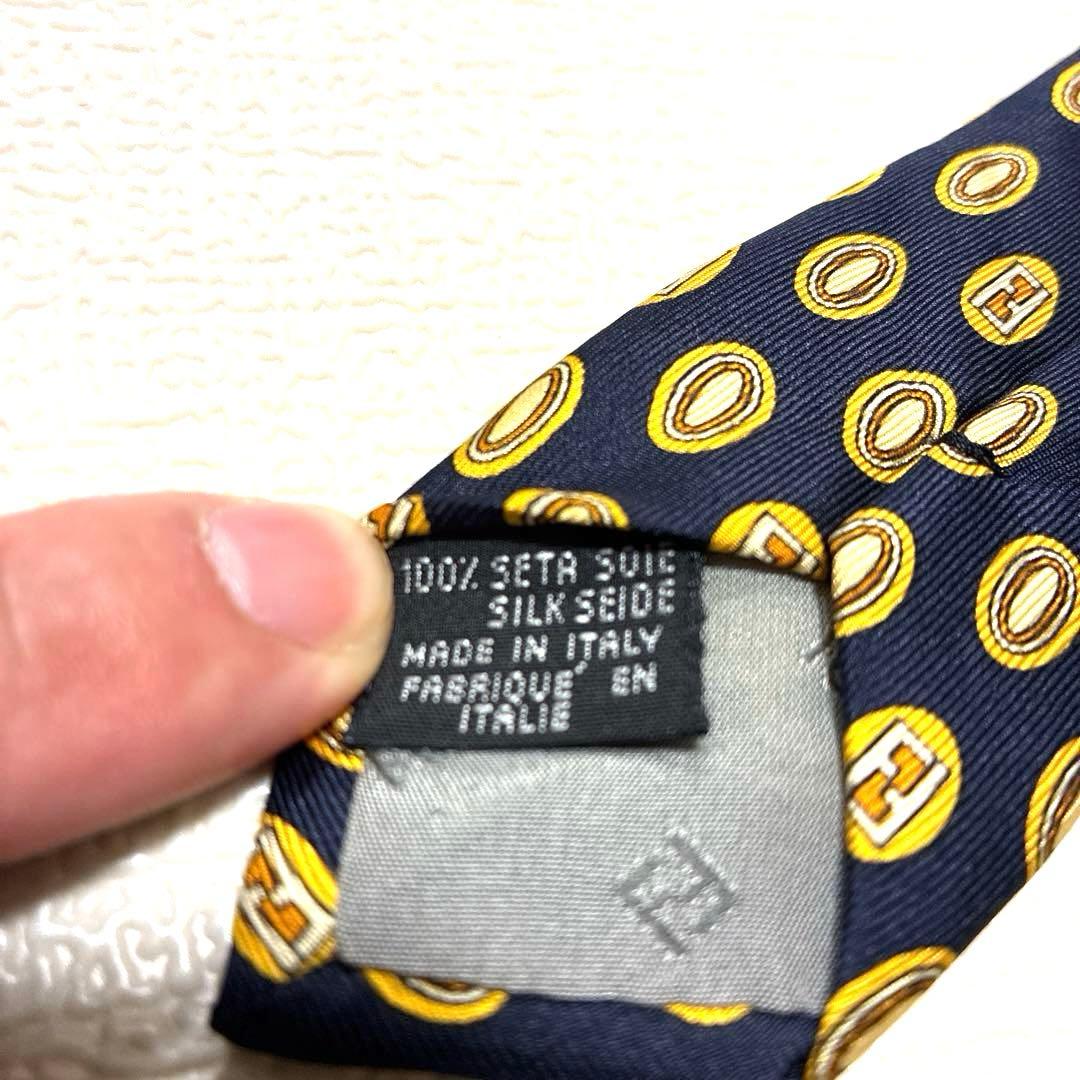 100% SETA SOIE
SILK SEIDE
MADE IN ITALY
FABRIQUE' EN
ITALIE